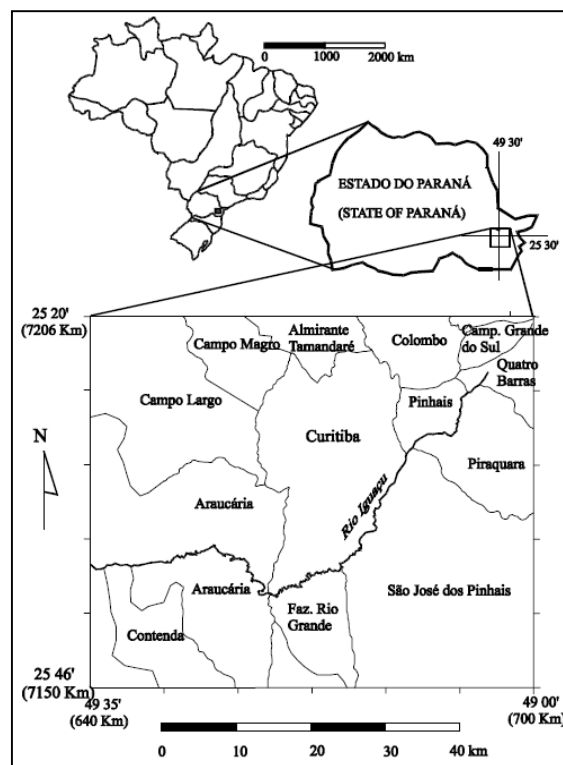 0 1000 2000 km
49 30'
ESTADO DO PARANÁ
(STATE OF PARANÁ)
25 30'
25 20'
(7206 Km)
Almirante
Tamandaré
Campo Magro
Colombo
Camp. Grande
do Sul
Quatro
Barras
Campo Largo
Pinhais
Curitiba
N
Piraquara
Araucária
Rio Iguaçu
Araucária
São José dos Pinhais
Faz. Rio
Grande
Contenda
25 46'
(7150 Km)
49 35'
(640 Km)
49 00'
(700 Km)
0 10 20 30 40 km